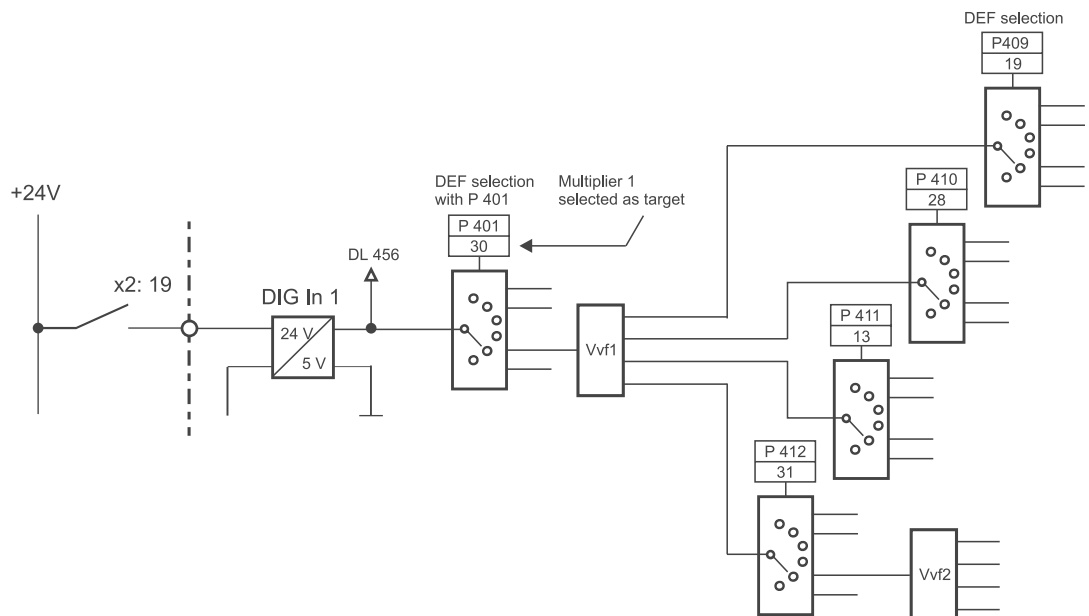 DEF selection
P409
19
P 410
28
+24V
DEF selection
with P 401
Multiplier 1
selected as target
P 401
30
DL 456
x2: 19
DIG In 1
24 V
5 V
Vvf1
P 411
13
P 412
31
Vvf2